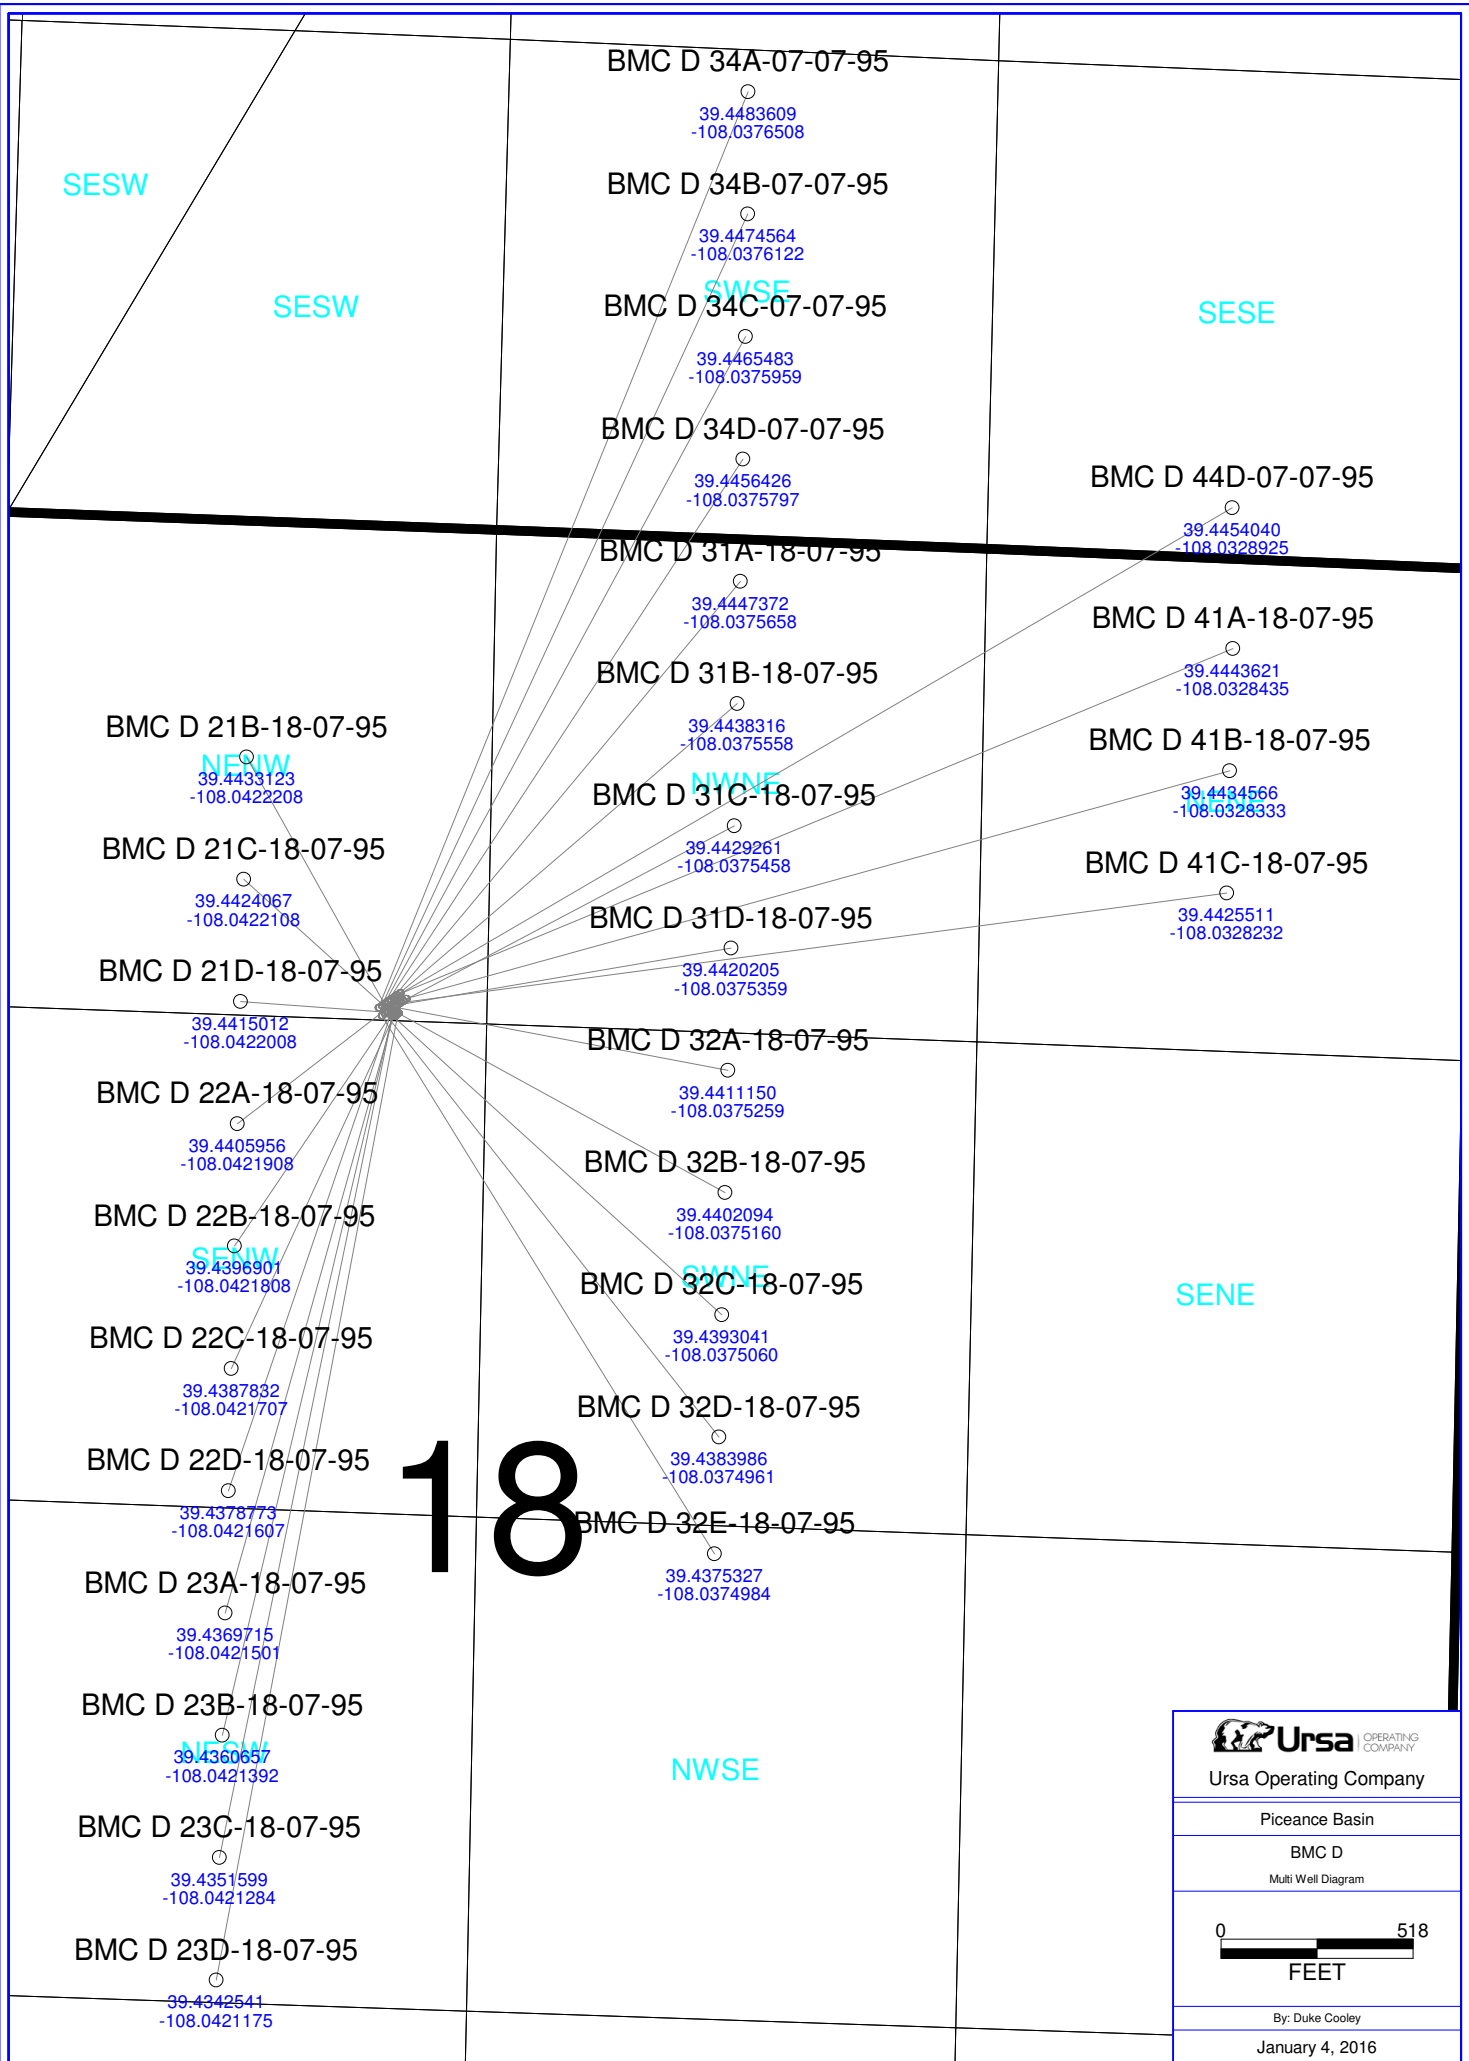 BMC D 34A-07-07-95
39.4483609
-108.0376508
SESW
BMC D 34B-07-07-95
39.4474564
-108.0376122
SESW
SWSE
SESE
BMC D 34C-07-07-95
39.4465483
-108.0375959
BMC D 34D-07-07-95
39.4456426
-108.0375797
BMC D 44D-07-07-95
39.4454040
-108.0328925
BMC D 31A-18-07-95
39.4447372
-108.0375658
BMC D 41A-18-07-95
39.4443621
-108.0328435
BMC D 31B-18-07-95
39.4438316
-108.0375558
BMC D 21B-18-07-95
NENW
39.4433123
-108.0422208
BMC D 41B-18-07-95
NENE
39.4434566
-108.0328333
NWNE
BMC D 31C-18-07-95
39.4429261
-108.0375458
BMC D 21C-18-07-95
39.4424067
-108.0422108
BMC D 41C-18-07-95
39.4425511
-108.0328232
BMC D 31D-18-07-95
39.4420205
-108.0375359
BMC D 21D-18-07-95
39.4415012
-108.0422008
BMC D 32A-18-07-95
39.4411150
-108.0375259
BMC D 22A-18-07-95
39.4405956
-108.0421908
BMC D 32B-18-07-95
39.4402094
-108.0375160
BMC D 22B-18-07-95
SENW
39.4396901
-108.0421808
SWNE
BMC D 32C-18-07-95
39.4393041
-108.0375060
SENE
BMC D 22C-18-07-95
39.4387832
-108.0421707
BMC D 32D-18-07-95
39.4383986
-108.0374961
BMC D 22D-18-07-95
39.4378773
-108.0421607
18
BMC D 32E-18-07-95
39.4375327
-108.0374984
BMC D 23A-18-07-95
39.4369715
-108.0421501
BMC D 23B-18-07-95
NESW
39.4360657
-108.0421392
NWSE
BMC D 23C-18-07-95
39.4351599
-108.0421284
BMC D 23D-18-07-95
39.4342541
-108.0421175
Ursa OPERATING
COMPANY
Ursa Operating Company
Piceance Basin
BMC D
Multi Well Diagram
0 518
FEET
By: Duke Cooley
January 4, 2016